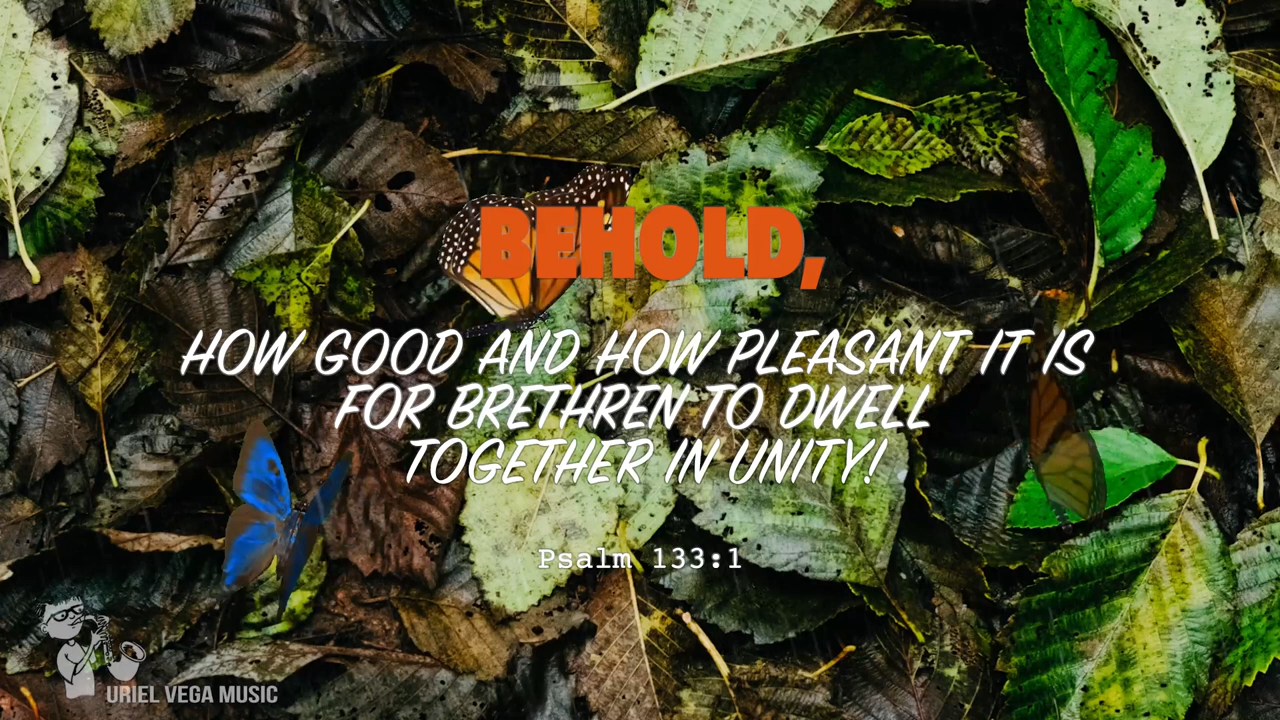 BEHOLD,
HOW GOOD AND HOW PLEASANT IT IS
FOR BRETHREN TO DWELL
TOGETHER IN UNITY!
Psalm 133:1
URIEL VEGA MUSIC